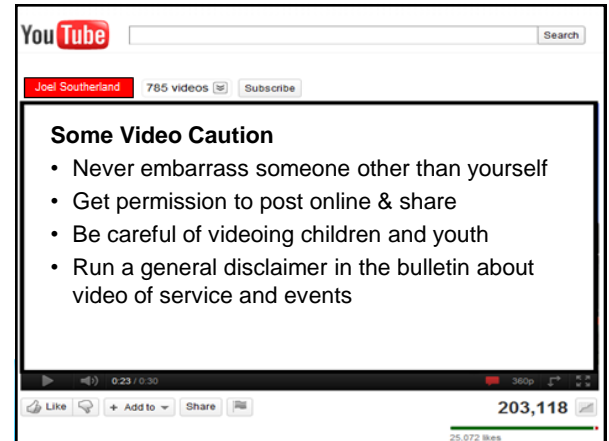 You Tube
Search
Joel Southerland 785 videos Subscribe
Some Video Caution
• Never embarrass someone other than yourself
• Get permission to post online & share
• Be careful of videoing children and youth
• Run a general disclaimer in the bulletin about
video of service and events
0:23 / 0:30 360p
Like + Add to Share 203,118
25,072 likes